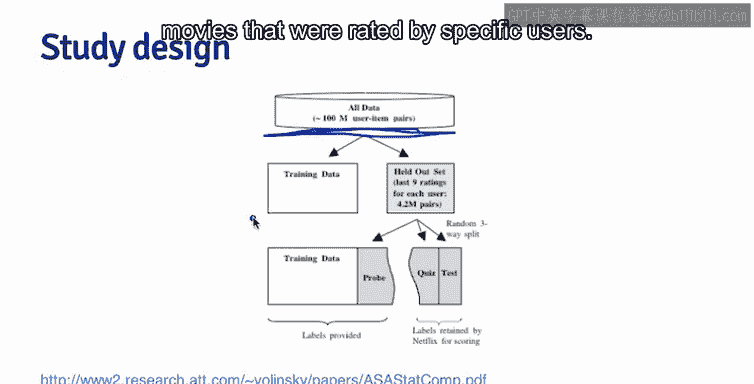 movies that were rated by specific users.
Study design
All Data
(~ 100 M user-item pairs)
Training Data
Held Out Set
(last 9 ratings
for each user:
4.2M pairs)
Random 3-
way split
Training Data
Probe
Quiz
Test
Labels provided
Labels retained by
Netflix for scoring
http://www2.research.att.com/~volinsky/papers/ASAStatComp.pdf